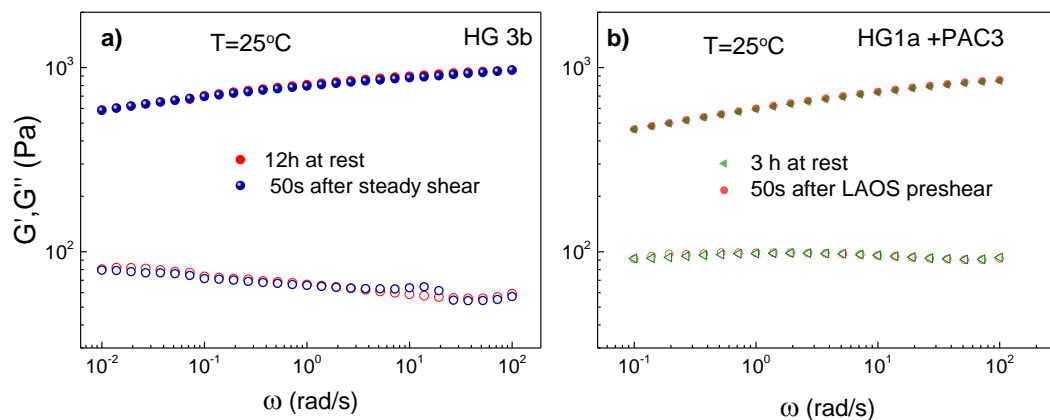 a)
T=25°C
HG 3b
10³
10²
G',G'' (Pa)
12h at rest
50s after steady shear
10⁻² 10⁻¹ 10⁰ 10¹ 10²
ω (rad/s)
b)
T=25°C
HG1a +PAC3
10³
10²
3 h at rest
50s after LAOS preshear
10⁻¹ 10⁰ 10¹ 10²
ω (rad/s)